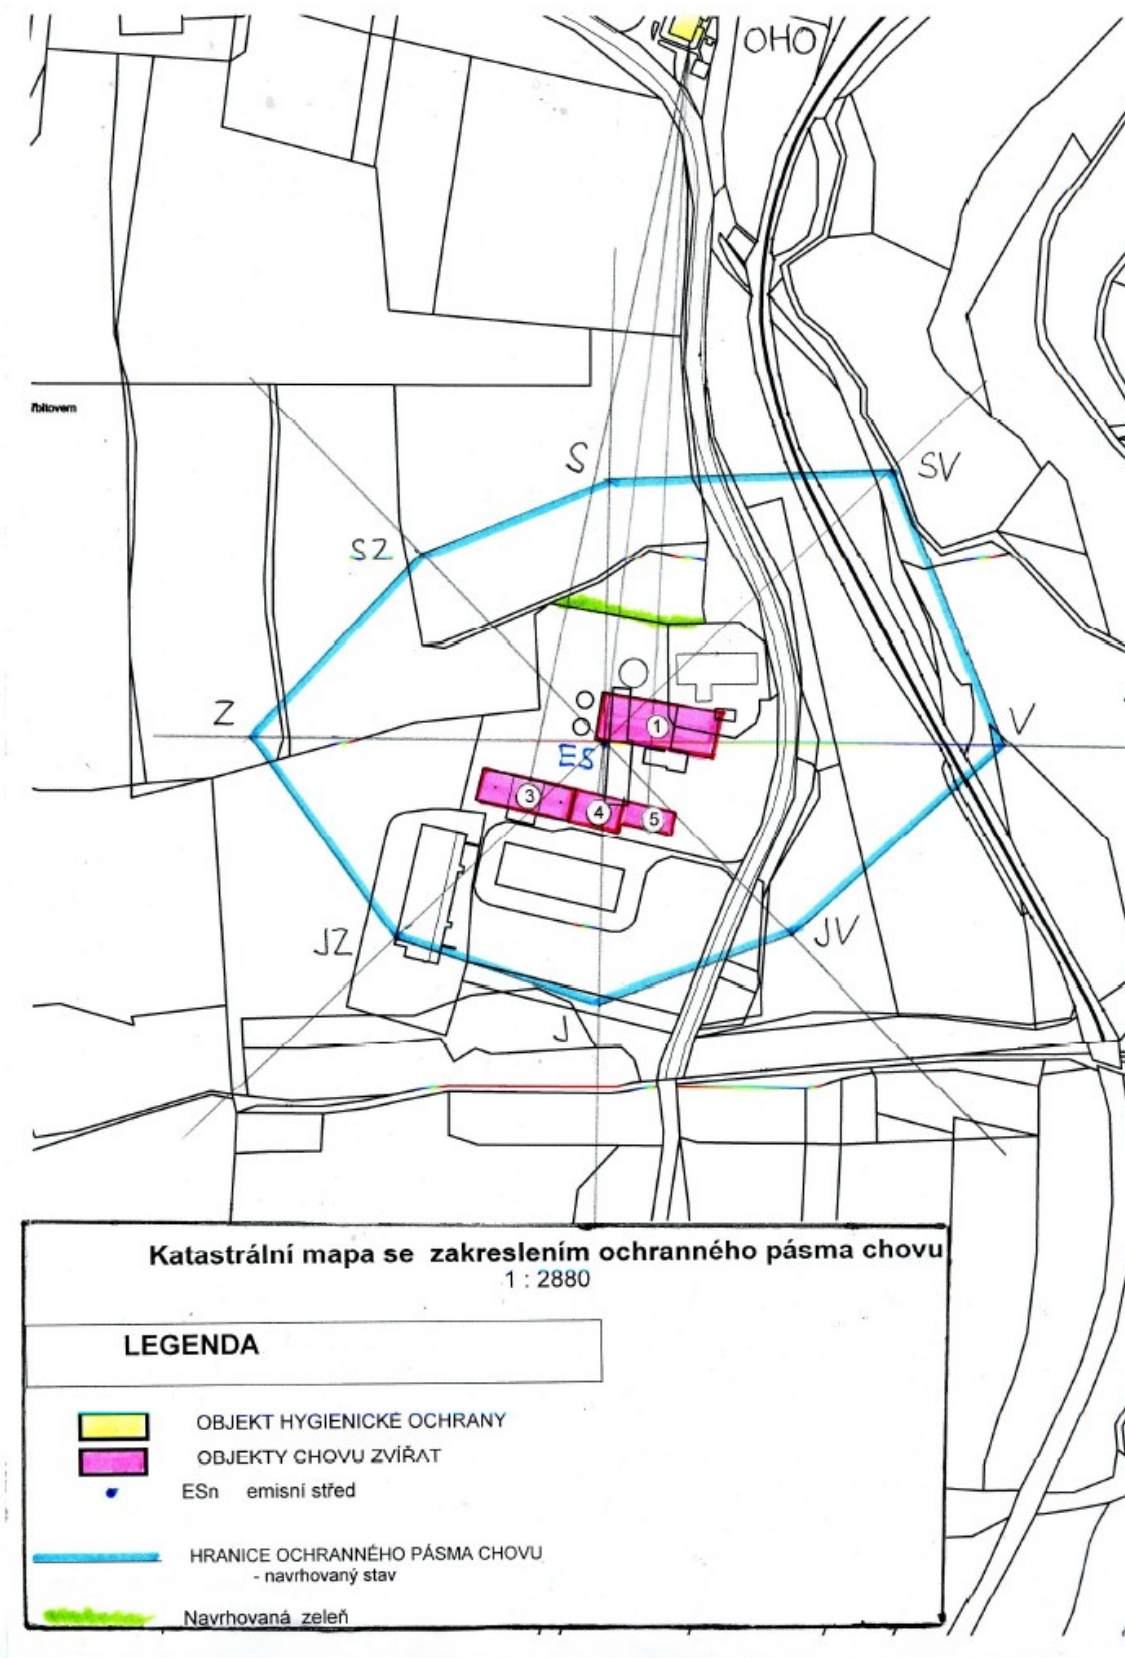 OHO
řbitovem
S
SV
SZ
Z
V
1
ES
3
4
5
JZ
JV
J
Katastrální mapa se zakreslením ochranného pásma chovu
1 : 2880
LEGENDA
OBJEKT HYGIENICKÉ OCHRANY
OBJEKTY CHOVU ZVÍŘAT
ESn emisní střed
HRANICE OCHRANNÉHO PÁSMA CHOVU
- navrhovaný stav
Navrhovaná zeleň